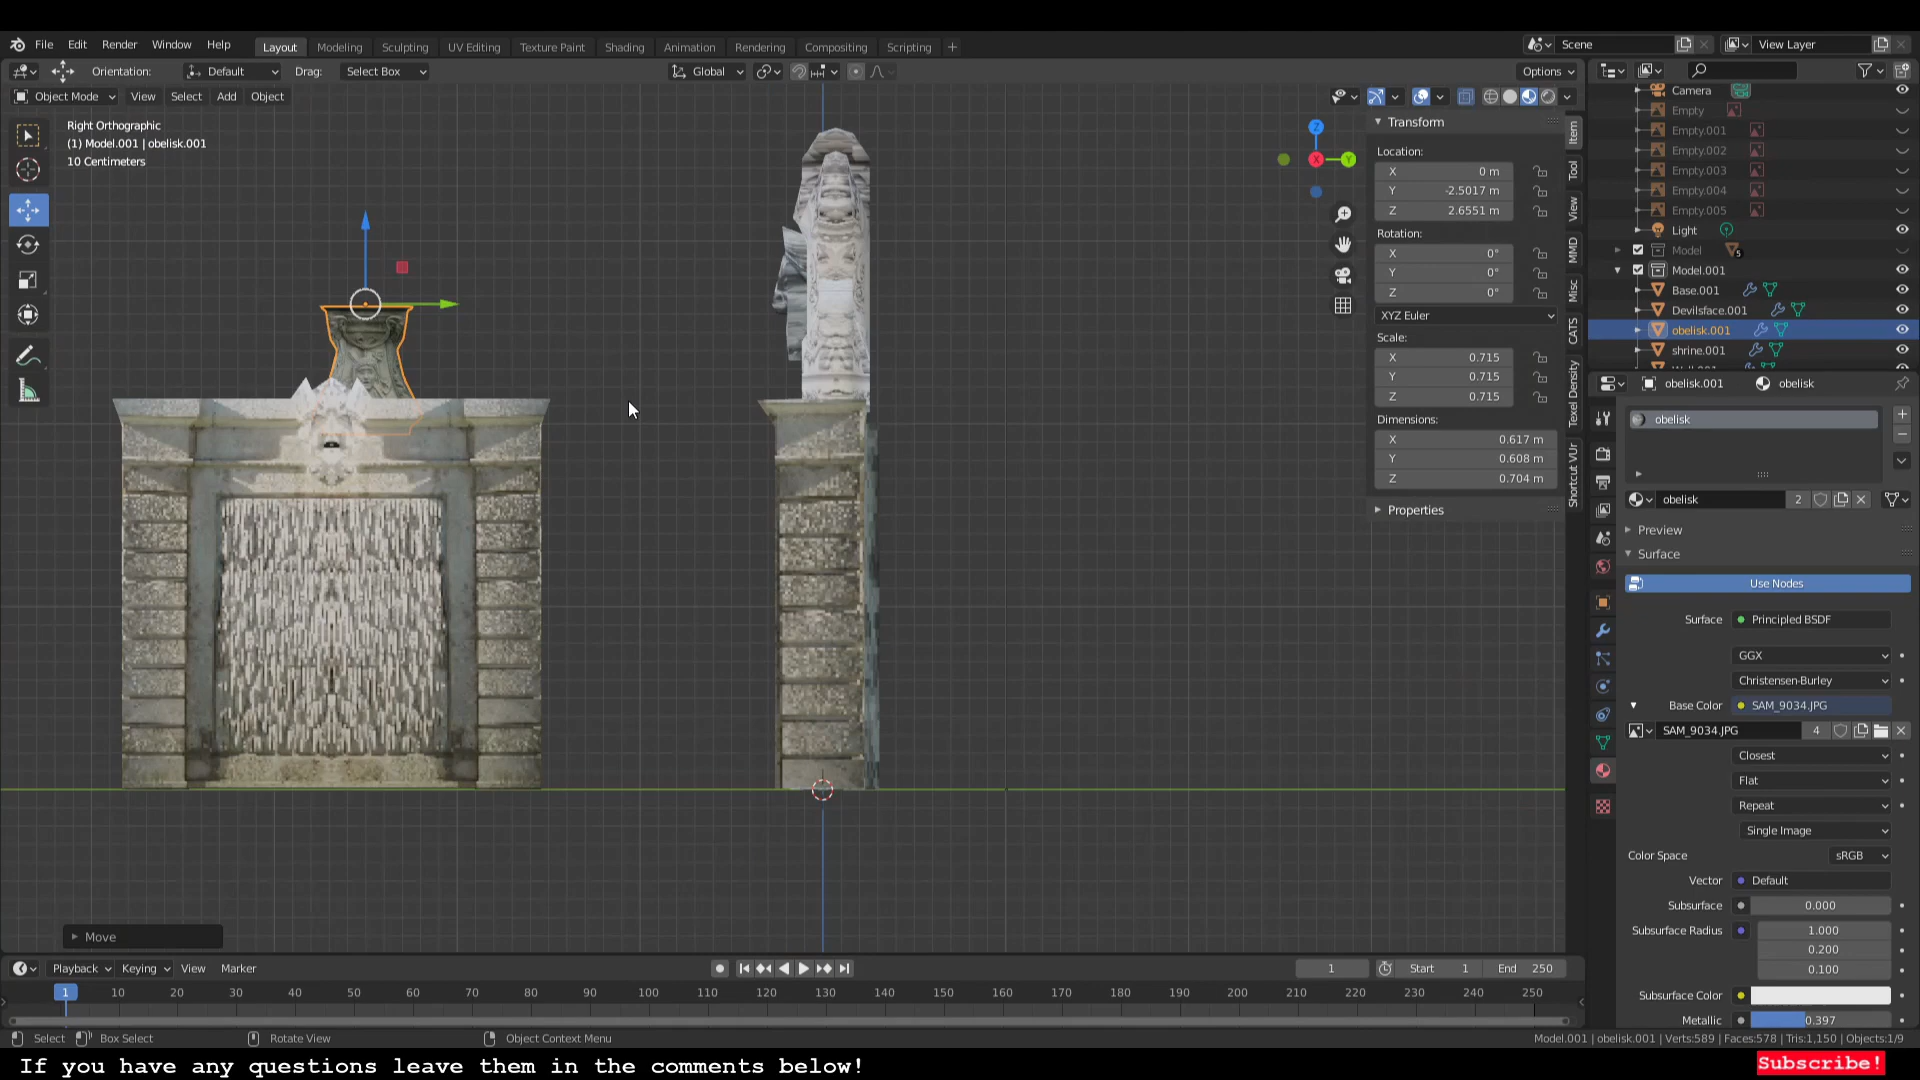 File Edit Render Window Help Layout Modeling Sculpting UV Editing Texture Paint Shading Animation Rendering Compositing Scripting +
Scene View Layer
Orientation: Default Drag: Select Box Global Options
Object Mode View Select Add Object
Right Orthographic
(1) Model.001 | obelisk.001
10 Centimeters
Transform
Location:
X 0 m
Y -2.5017 m
Z 2.6551 m
Rotation:
X 0°
Y 0°
Z 0°
XYZ Euler
Scale:
X 0.715
Y 0.715
Z 0.715
Dimensions:
X 0.617 m
Y 0.608 m
Z 0.704 m
Properties
Item
Tool
View
MMD
Misc
CATS
Texel Density
Shortcut VUr
Z
X
Y
Camera
Empty
Empty.001
Empty.002
Empty.003
Empty.004
Empty.005
Light
Model 5
Model.001
Base.001
Devilsface.001
obelisk.001
shrine.001
obelisk.001 obelisk
obelisk
obelisk 2
Preview
Surface
Use Nodes
Surface Principled BSDF
GGX
Christensen-Burley
Base Color SAM_9034.JPG
SAM_9034.JPG 4
Closest
Flat
Repeat
Single Image
Color Space sRGB
Vector Default
Subsurface 0.000
Subsurface Radius 1.000
0.200
0.100
Subsurface Color
Metallic 0.397
Move
Playback Keying View Marker 1 Start 1 End 250
1 10 20 30 40 50 60 70 80 90 100 110 120 130 140 150 160 170 180 190 200 210 220 230 240 250
Select Box Select Rotate View Object Context Menu Model.001 | obelisk.001 | Verts:589 | Faces:578 | Tris:1,150 | Objects:1/9
If you have any questions leave them in the comments below! Subscribe!